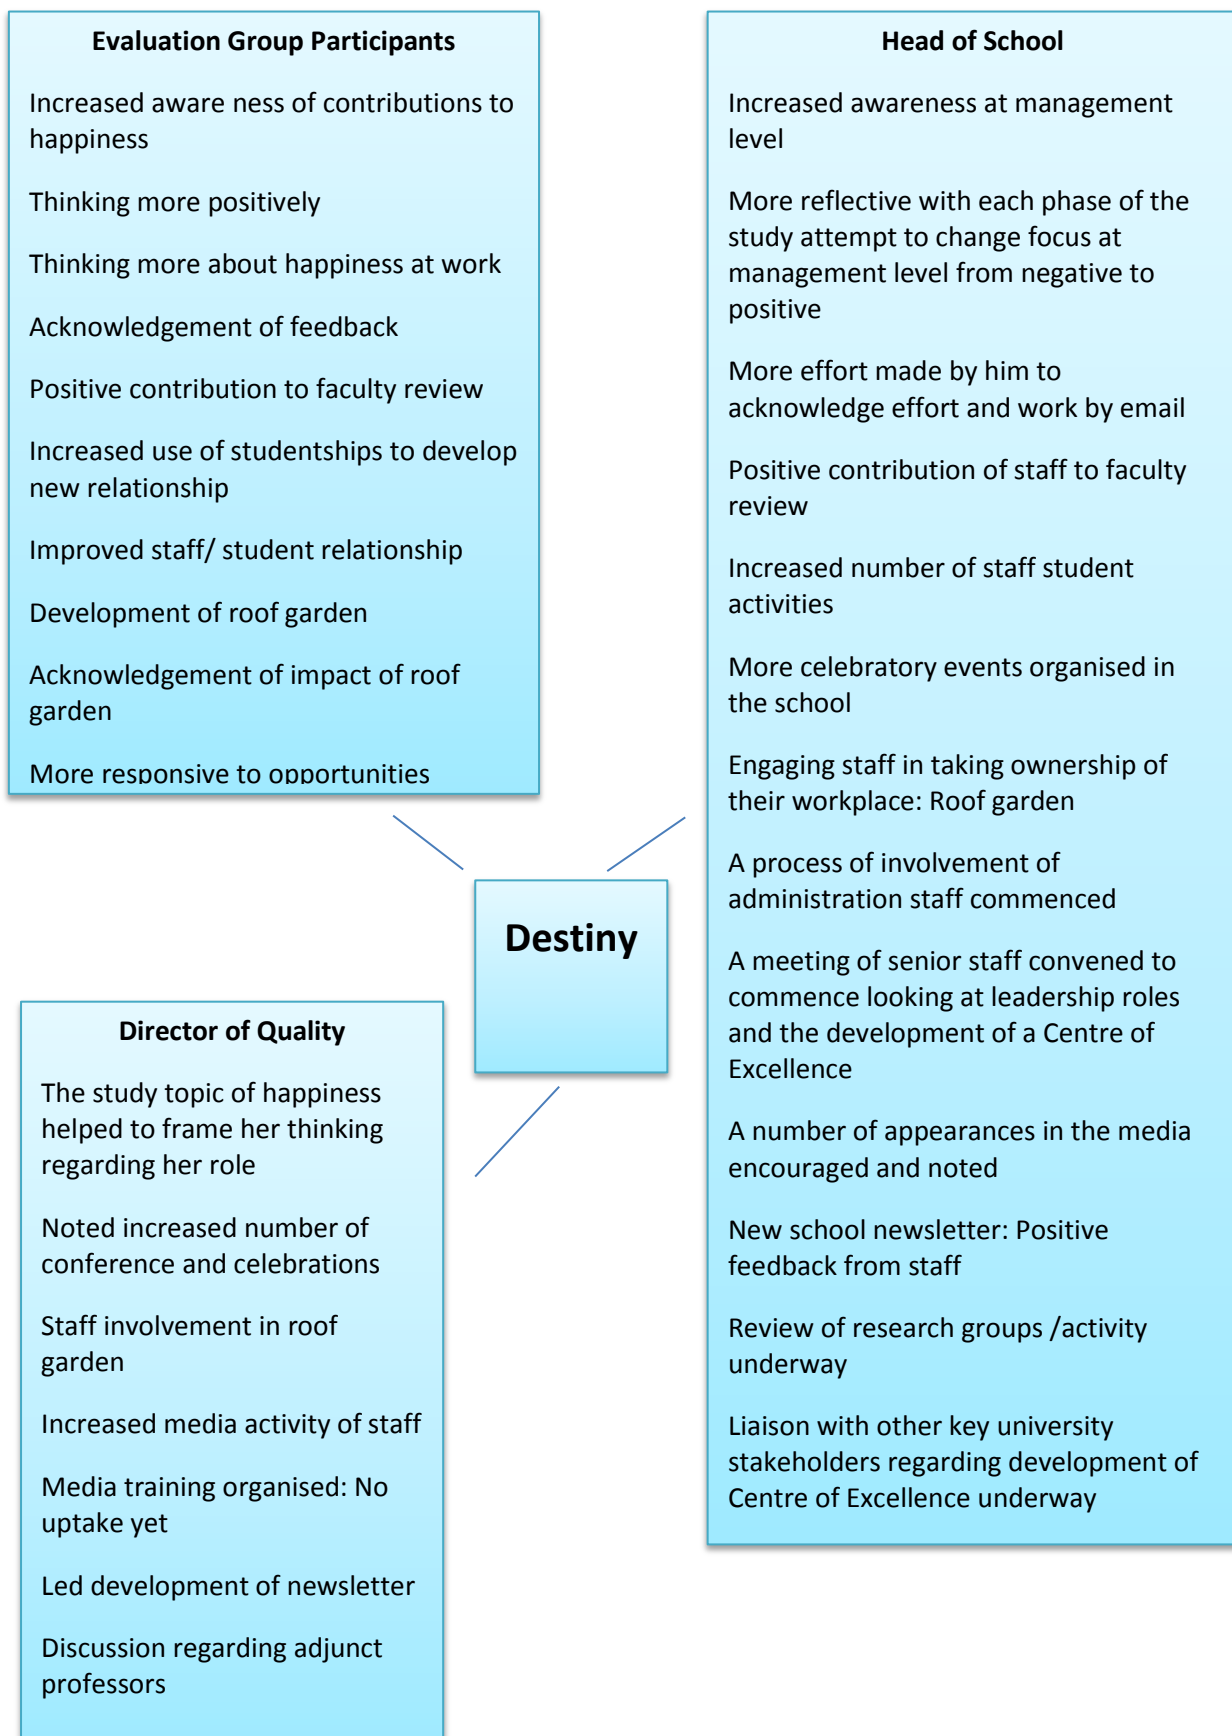 Evaluation Group Participants
Increased aware ness of contributions to
happiness
Thinking more positively
Thinking more about happiness at work
Acknowledgement of feedback
Positive contribution to faculty review
Increased use of studentships to develop
new relationship
Improved staff/ student relationship
Development of roof garden
Acknowledgement of impact of roof
garden
More responsive to opportunities
Head of School
Increased awareness at management
level
More reflective with each phase of the
study attempt to change focus at
management level from negative to
positive
More effort made by him to
acknowledge effort and work by email
Positive contribution of staff to faculty
review
Increased number of staff student
activities
More celebratory events organised in
the school
Engaging staff in taking ownership of
their workplace: Roof garden
A process of involvement of
administration staff commenced
A meeting of senior staff convened to
commence looking at leadership roles
and the development of a Centre of
Excellence
A number of appearances in the media
encouraged and noted
New school newsletter: Positive
feedback from staff
Review of research groups /activity
underway
Liaison with other key university
stakeholders regarding development of
Centre of Excellence underway
Destiny
Director of Quality
The study topic of happiness
helped to frame her thinking
regarding her role
Noted increased number of
conference and celebrations
Staff involvement in roof
garden
Increased media activity of staff
Media training organised: No
uptake yet
Led development of newsletter
Discussion regarding adjunct
professors